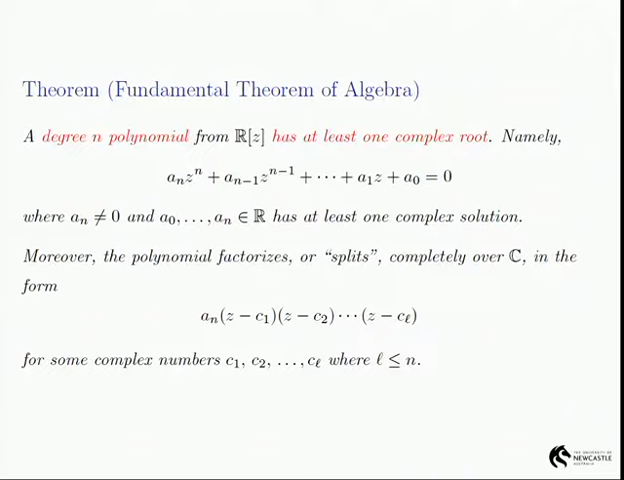 Theorem (Fundamental Theorem of Algebra)
A degree n polynomial from ℝ[z] has at least one complex root. Namely,
aₙzⁿ + aₙ₋₁zⁿ⁻¹ + ··· + a₁z + a₀ = 0
where aₙ ≠ 0 and a₀, . . . , aₙ ∈ ℝ has at least one complex solution.
Moreover, the polynomial factorizes, or “splits”, completely over ℂ, in the
form
aₙ(z − c₁)(z − c₂) ··· (z − c_ℓ)
for some complex numbers c₁, c₂, . . . , c_ℓ where ℓ ≤ n.
THE UNIVERSITY OF
NEWCASTLE
AUSTRALIA